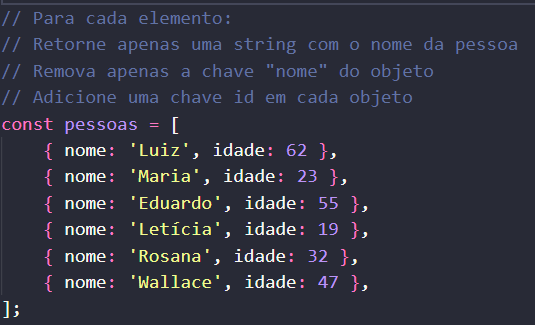 // Para cada elemento:
// Retorne apenas uma string com o nome da pessoa
// Remova apenas a chave "nome" do objeto
// Adicione uma chave id em cada objeto
const pessoas = [
    { nome: 'Luiz', idade: 62 },
    { nome: 'Maria', idade: 23 },
    { nome: 'Eduardo', idade: 55 },
    { nome: 'Letícia', idade: 19 },
    { nome: 'Rosana', idade: 32 },
    { nome: 'Wallace', idade: 47 },
];